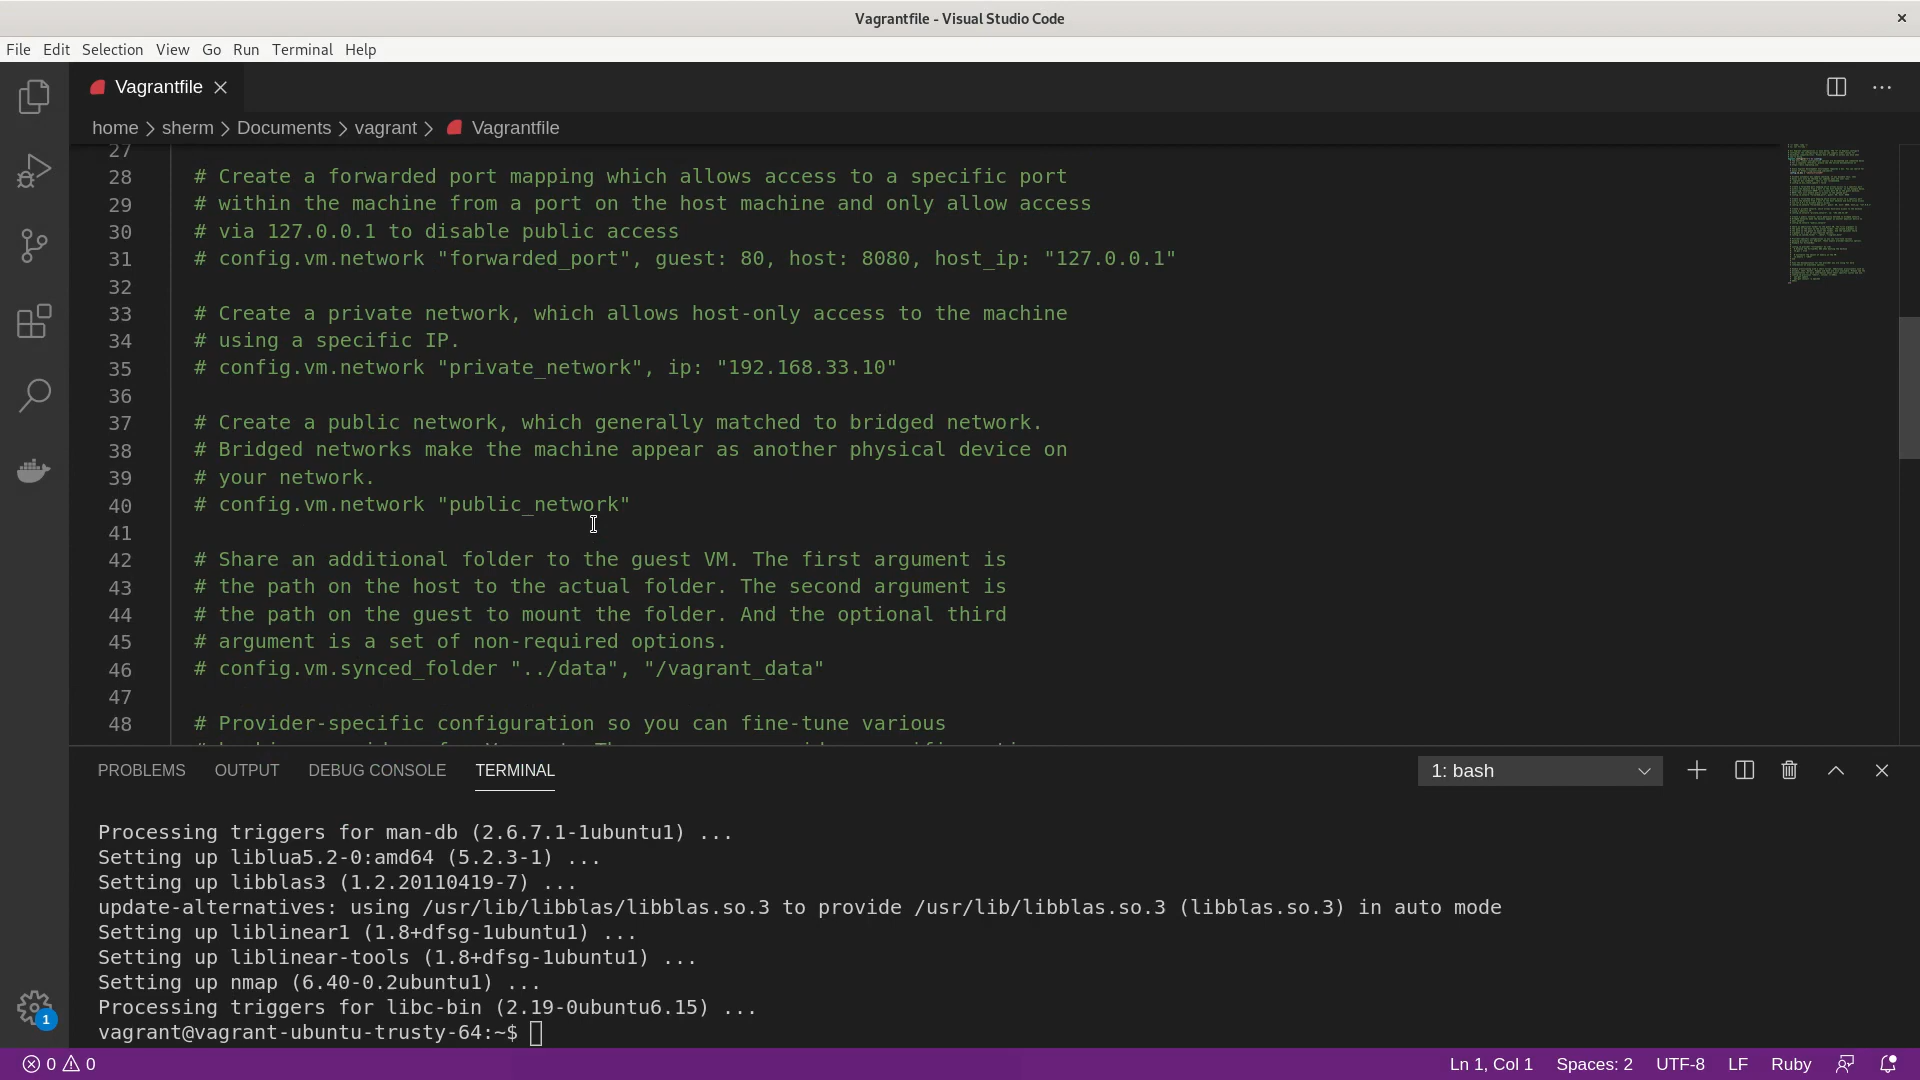 Vagrantfile - Visual Studio Code
File Edit Selection View Go Run Terminal Help
Vagrantfile
home > sherm > Documents > vagrant > Vagrantfile
27
28 # Create a forwarded port mapping which allows access to a specific port
29 # within the machine from a port on the host machine and only allow access
30 # via 127.0.0.1 to disable public access
31 # config.vm.network "forwarded_port", guest: 80, host: 8080, host_ip: "127.0.0.1"
32
33 # Create a private network, which allows host-only access to the machine
34 # using a specific IP.
35 # config.vm.network "private_network", ip: "192.168.33.10"
36
37 # Create a public network, which generally matched to bridged network.
38 # Bridged networks make the machine appear as another physical device on
39 # your network.
40 # config.vm.network "public_network"
41
42 # Share an additional folder to the guest VM. The first argument is
43 # the path on the host to the actual folder. The second argument is
44 # the path on the guest to mount the folder. And the optional third
45 # argument is a set of non-required options.
46 # config.vm.synced_folder "../data", "/vagrant_data"
47
48 # Provider-specific configuration so you can fine-tune various
PROBLEMS OUTPUT DEBUG CONSOLE TERMINAL 1: bash
Processing triggers for man-db (2.6.7.1-1ubuntu1) ...
Setting up liblua5.2-0:amd64 (5.2.3-1) ...
Setting up libblas3 (1.2.20110419-7) ...
update-alternatives: using /usr/lib/libblas/libblas.so.3 to provide /usr/lib/libblas.so.3 (libblas.so.3) in auto mode
Setting up liblinear1 (1.8+dfsg-1ubuntu1) ...
Setting up liblinear-tools (1.8+dfsg-1ubuntu1) ...
Setting up nmap (6.40-0.2ubuntu1) ...
Processing triggers for libc-bin (2.19-0ubuntu6.15) ...
vagrant@vagrant-ubuntu-trusty-64:~$
1
0 0 Ln 1, Col 1 Spaces: 2 UTF-8 LF Ruby